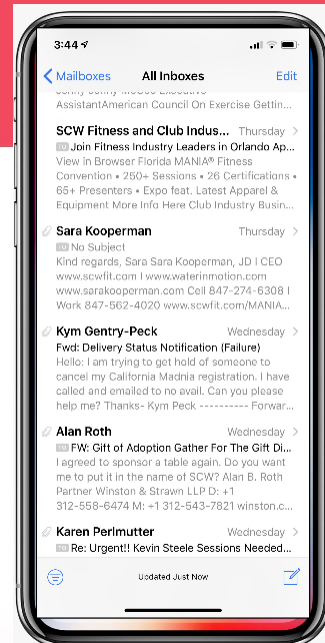 3:44
Mailboxes All Inboxes Edit
AssistantAmerican Council On Exercise Gettin...
SCW Fitness and Club Indus... Thursday
TO Join Fitness Industry Leaders in Orlando Ap...
View in Browser Florida MANIA® Fitness
Convention • 250+ Sessions • 26 Certifications •
65+ Presenters • Expo feat. Latest Apparel &
Equipment More Info Here Club Industry Busin...
Sara Kooperman Thursday
TO No Subject
Kind regards, Sara Sara Kooperman, JD I CEO
www.scwfit.com I www.waterinmotion.com
www.sarakooperman.com Cell 847-274-6308 I
Work 847-562-4020 www.scwfit.com/MANIA...
Kym Gentry-Peck Wednesday
Fwd: Delivery Status Notification (Failure)
Hello: I am trying to get hold of someone to
cancel my California Madnia registration. I have
called and emailed to no avail. Can you please
help me? Thanks- Kym Peck ---------- Forwar...
Alan Roth Wednesday
TO FW: Gift of Adoption Gather For The Gift Di...
I agreed to sponsor a table again. Do you want
me to put it in the name of SCW? Alan B. Roth
Partner Winston & Strawn LLP D: +1
312-558-6474 M: +1 312-543-7821 winston.c...
Karen Perlmutter Wednesday
TO Re: Urgent!! Kevin Steele Sessions Needed...
Updated Just Now